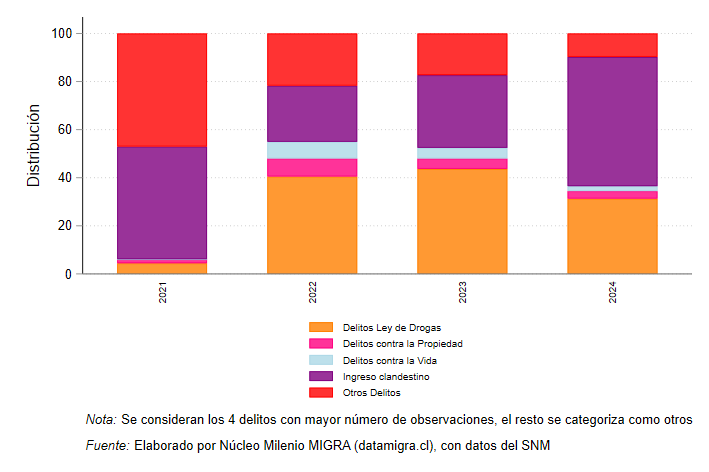 100
80
60
40
20
0
Distribución
2021
2022
2023
2024
Delitos Ley de Drogas
Delitos contra la Propiedad
Delitos contra la Vida
Ingreso clandestino
Otros Delitos
Nota: Se consideran los 4 delitos con mayor número de observaciones, el resto se categoriza como otros
Fuente: Elaborado por Núcleo Milenio MIGRA (datamigra.cl), con datos del SNM